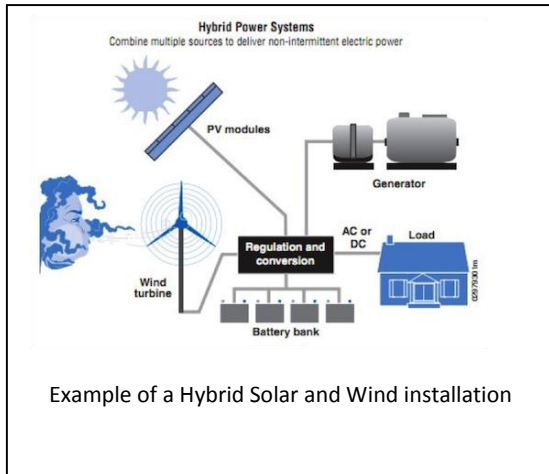 Hybrid Power Systems
Combine multiple sources to deliver non-intermittent electric power
PV modules
Generator
Wind
turbine
Regulation and
conversion
AC or
DC
Load
Battery bank
Example of a Hybrid Solar and Wind installation